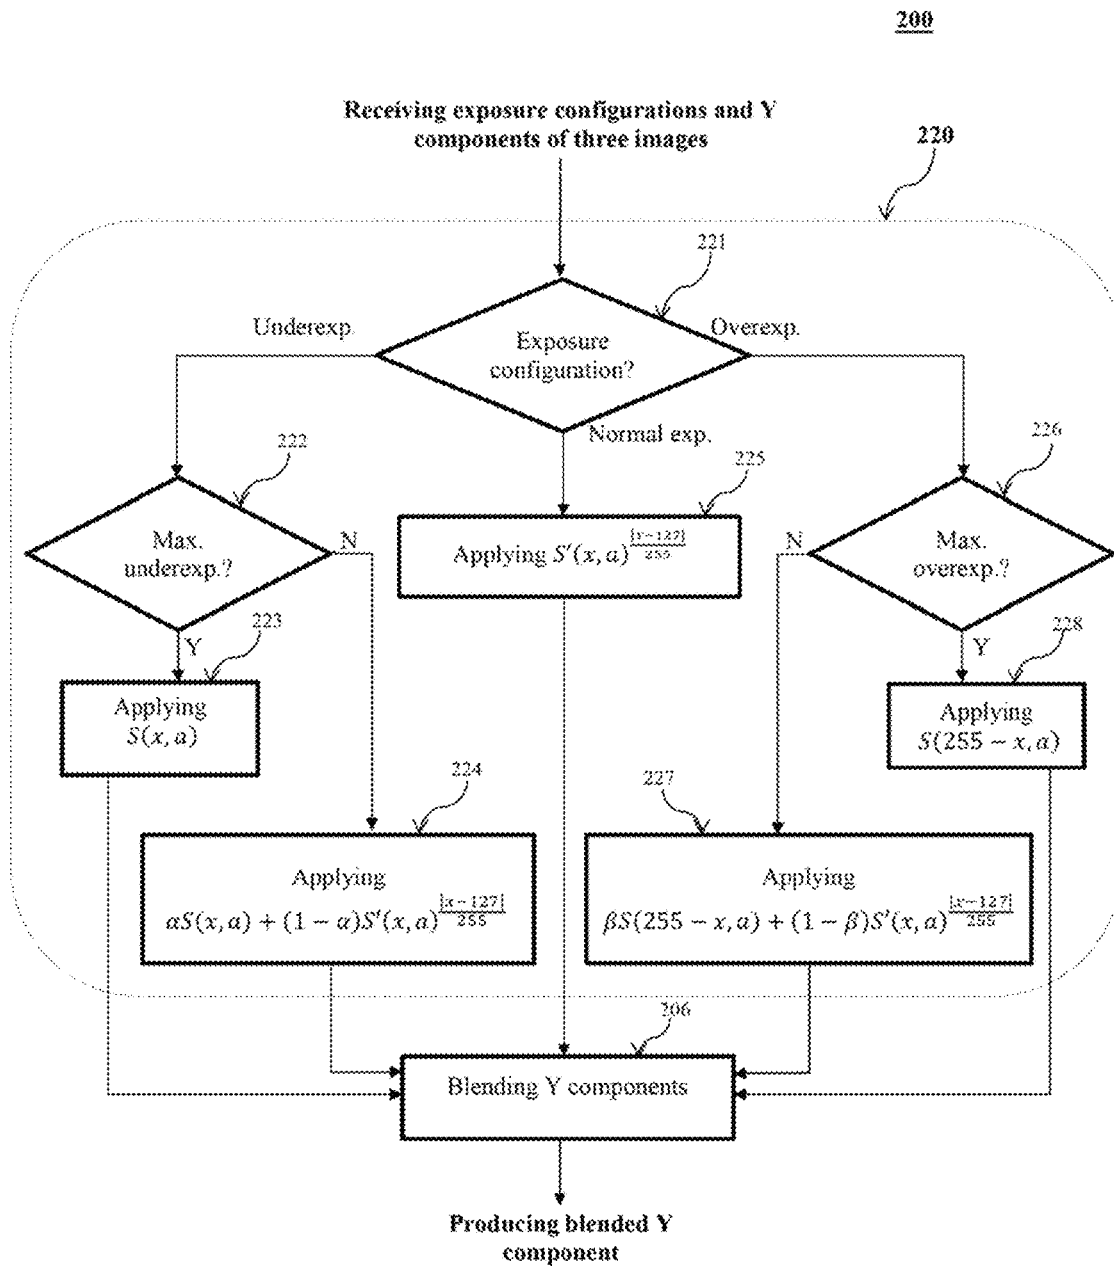 200
Receiving exposure configurations and Y
components of three images
220
221
Underexp.
Overexp.
Exposure
configuration?
Normal exp.
222
225
226
Max.
underexp.?
N
Applying S′(x, a)^(|x−127|/255)
N
Max.
overexp.?
Y
223
Y
228
Applying
S(x, a)
Applying
S(255 − x, a)
224
227
Applying
αS(x, a) + (1 − α)S′(x, a)^(|x−127|/255)
Applying
βS(255 − x, a) + (1 − β)S′(x, a)^(|x−127|/255)
206
Blending Y components
Producing blended Y
component